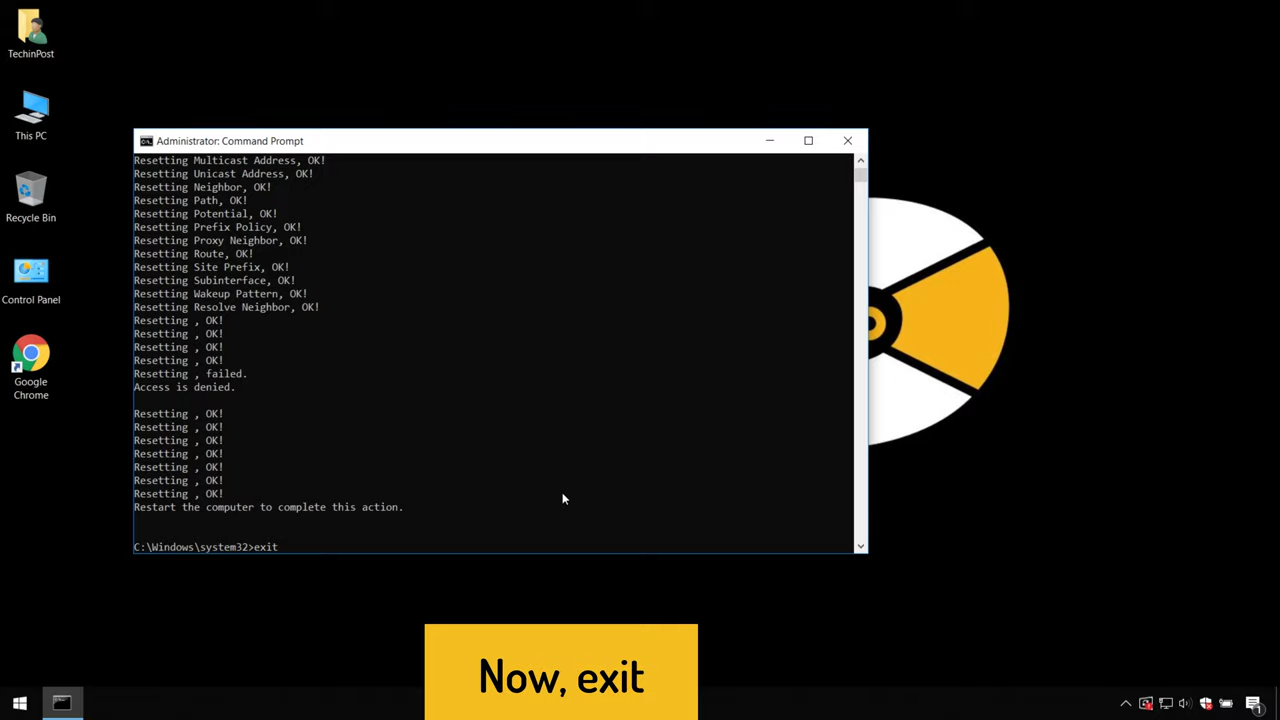 TechinPost
This PC
Recycle Bin
Control Panel
Google
Chrome
Administrator: Command Prompt
Resetting Multicast Address, OK!
Resetting Unicast Address, OK!
Resetting Neighbor, OK!
Resetting Path, OK!
Resetting Potential, OK!
Resetting Prefix Policy, OK!
Resetting Proxy Neighbor, OK!
Resetting Route, OK!
Resetting Site Prefix, OK!
Resetting Subinterface, OK!
Resetting Wakeup Pattern, OK!
Resetting Resolve Neighbor, OK!
Resetting , OK!
Resetting , OK!
Resetting , OK!
Resetting , OK!
Resetting , failed.
Access is denied.
Resetting , OK!
Resetting , OK!
Resetting , OK!
Resetting , OK!
Resetting , OK!
Resetting , OK!
Resetting , OK!
Restart the computer to complete this action.
C:\Windows\system32>exit
Now, exit
1